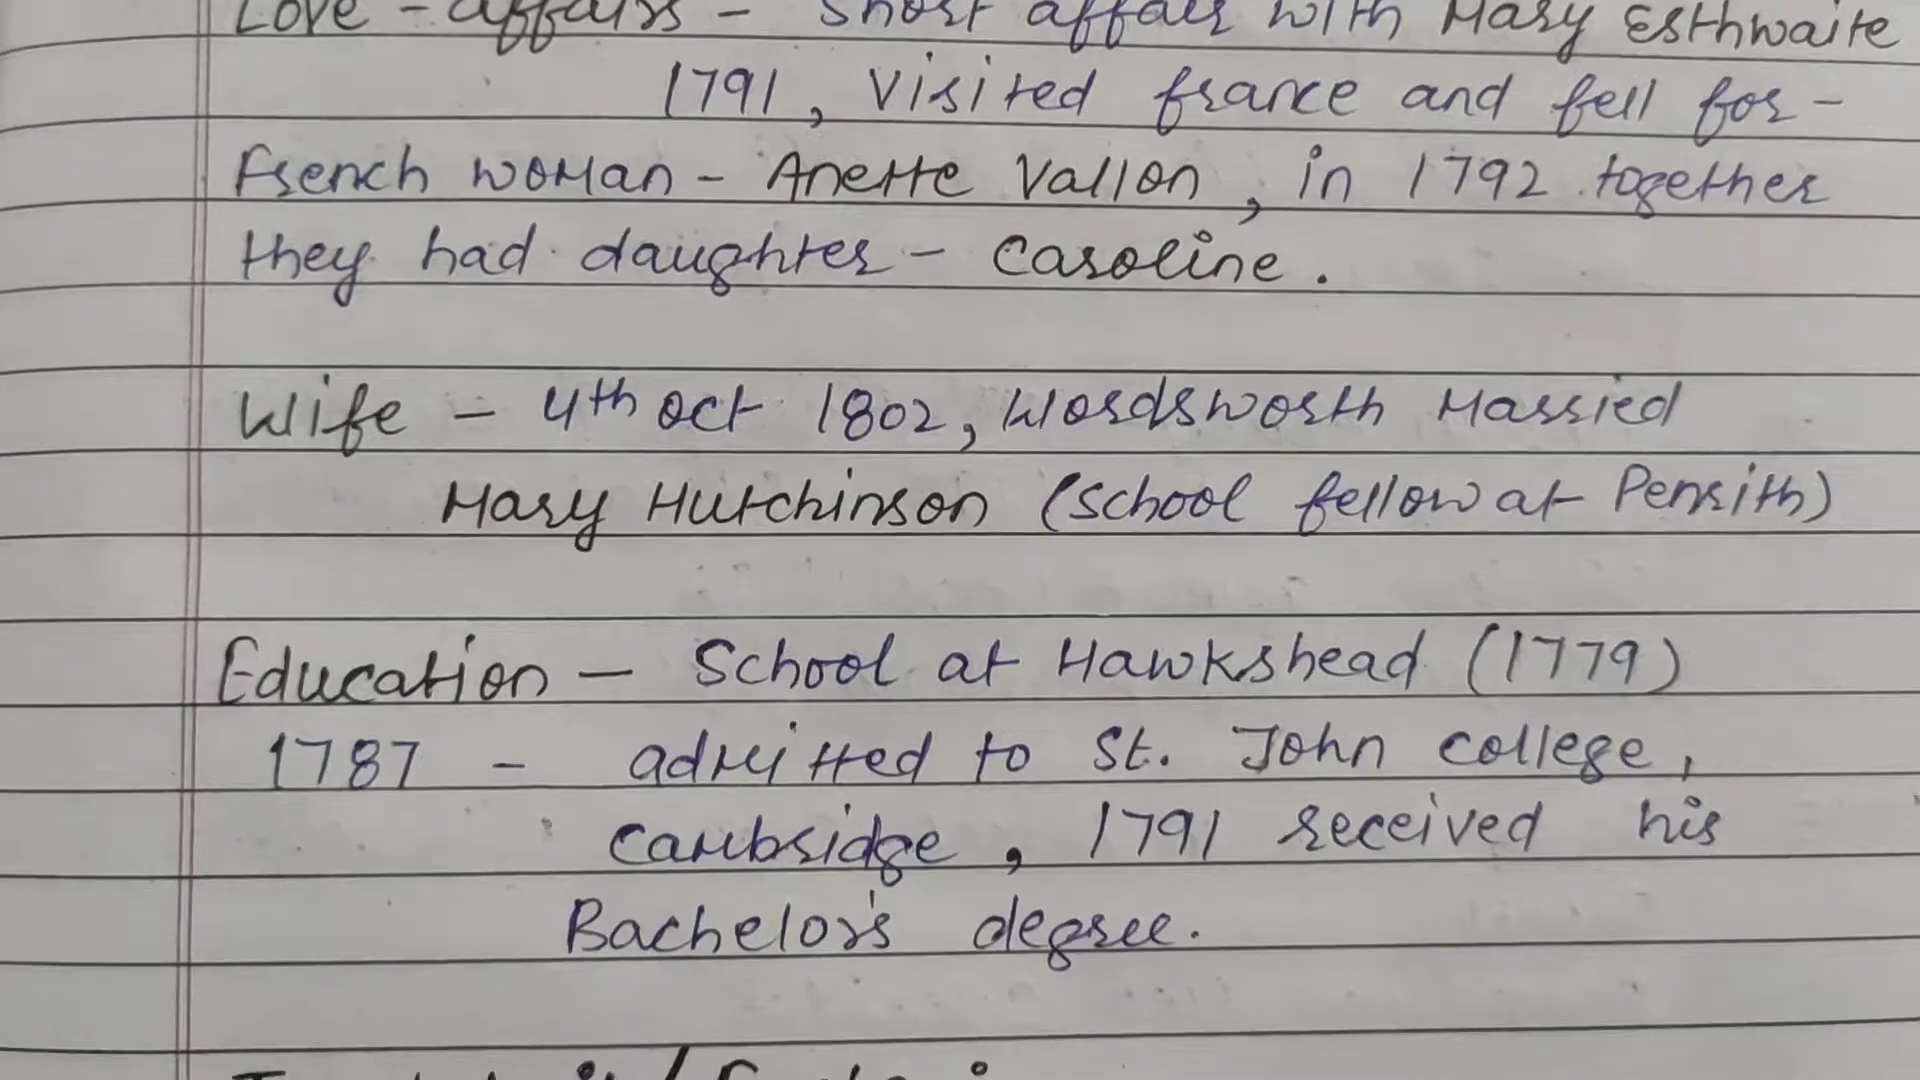 Love - affairs - Short affair with Mary Esthwaite
1791, Visited france and fell for -
French woman - Anette Vallon, in 1792 together
they had daughter - Caroline.
Wife - 4th oct 1802, Wordsworth Married
Mary Hutchinson (School fellow at Penrith)
Education - School at Hawkshead (1779)
1787 - admitted to St. John college,
Cambridge, 1791 received his
Bachelor's degree.